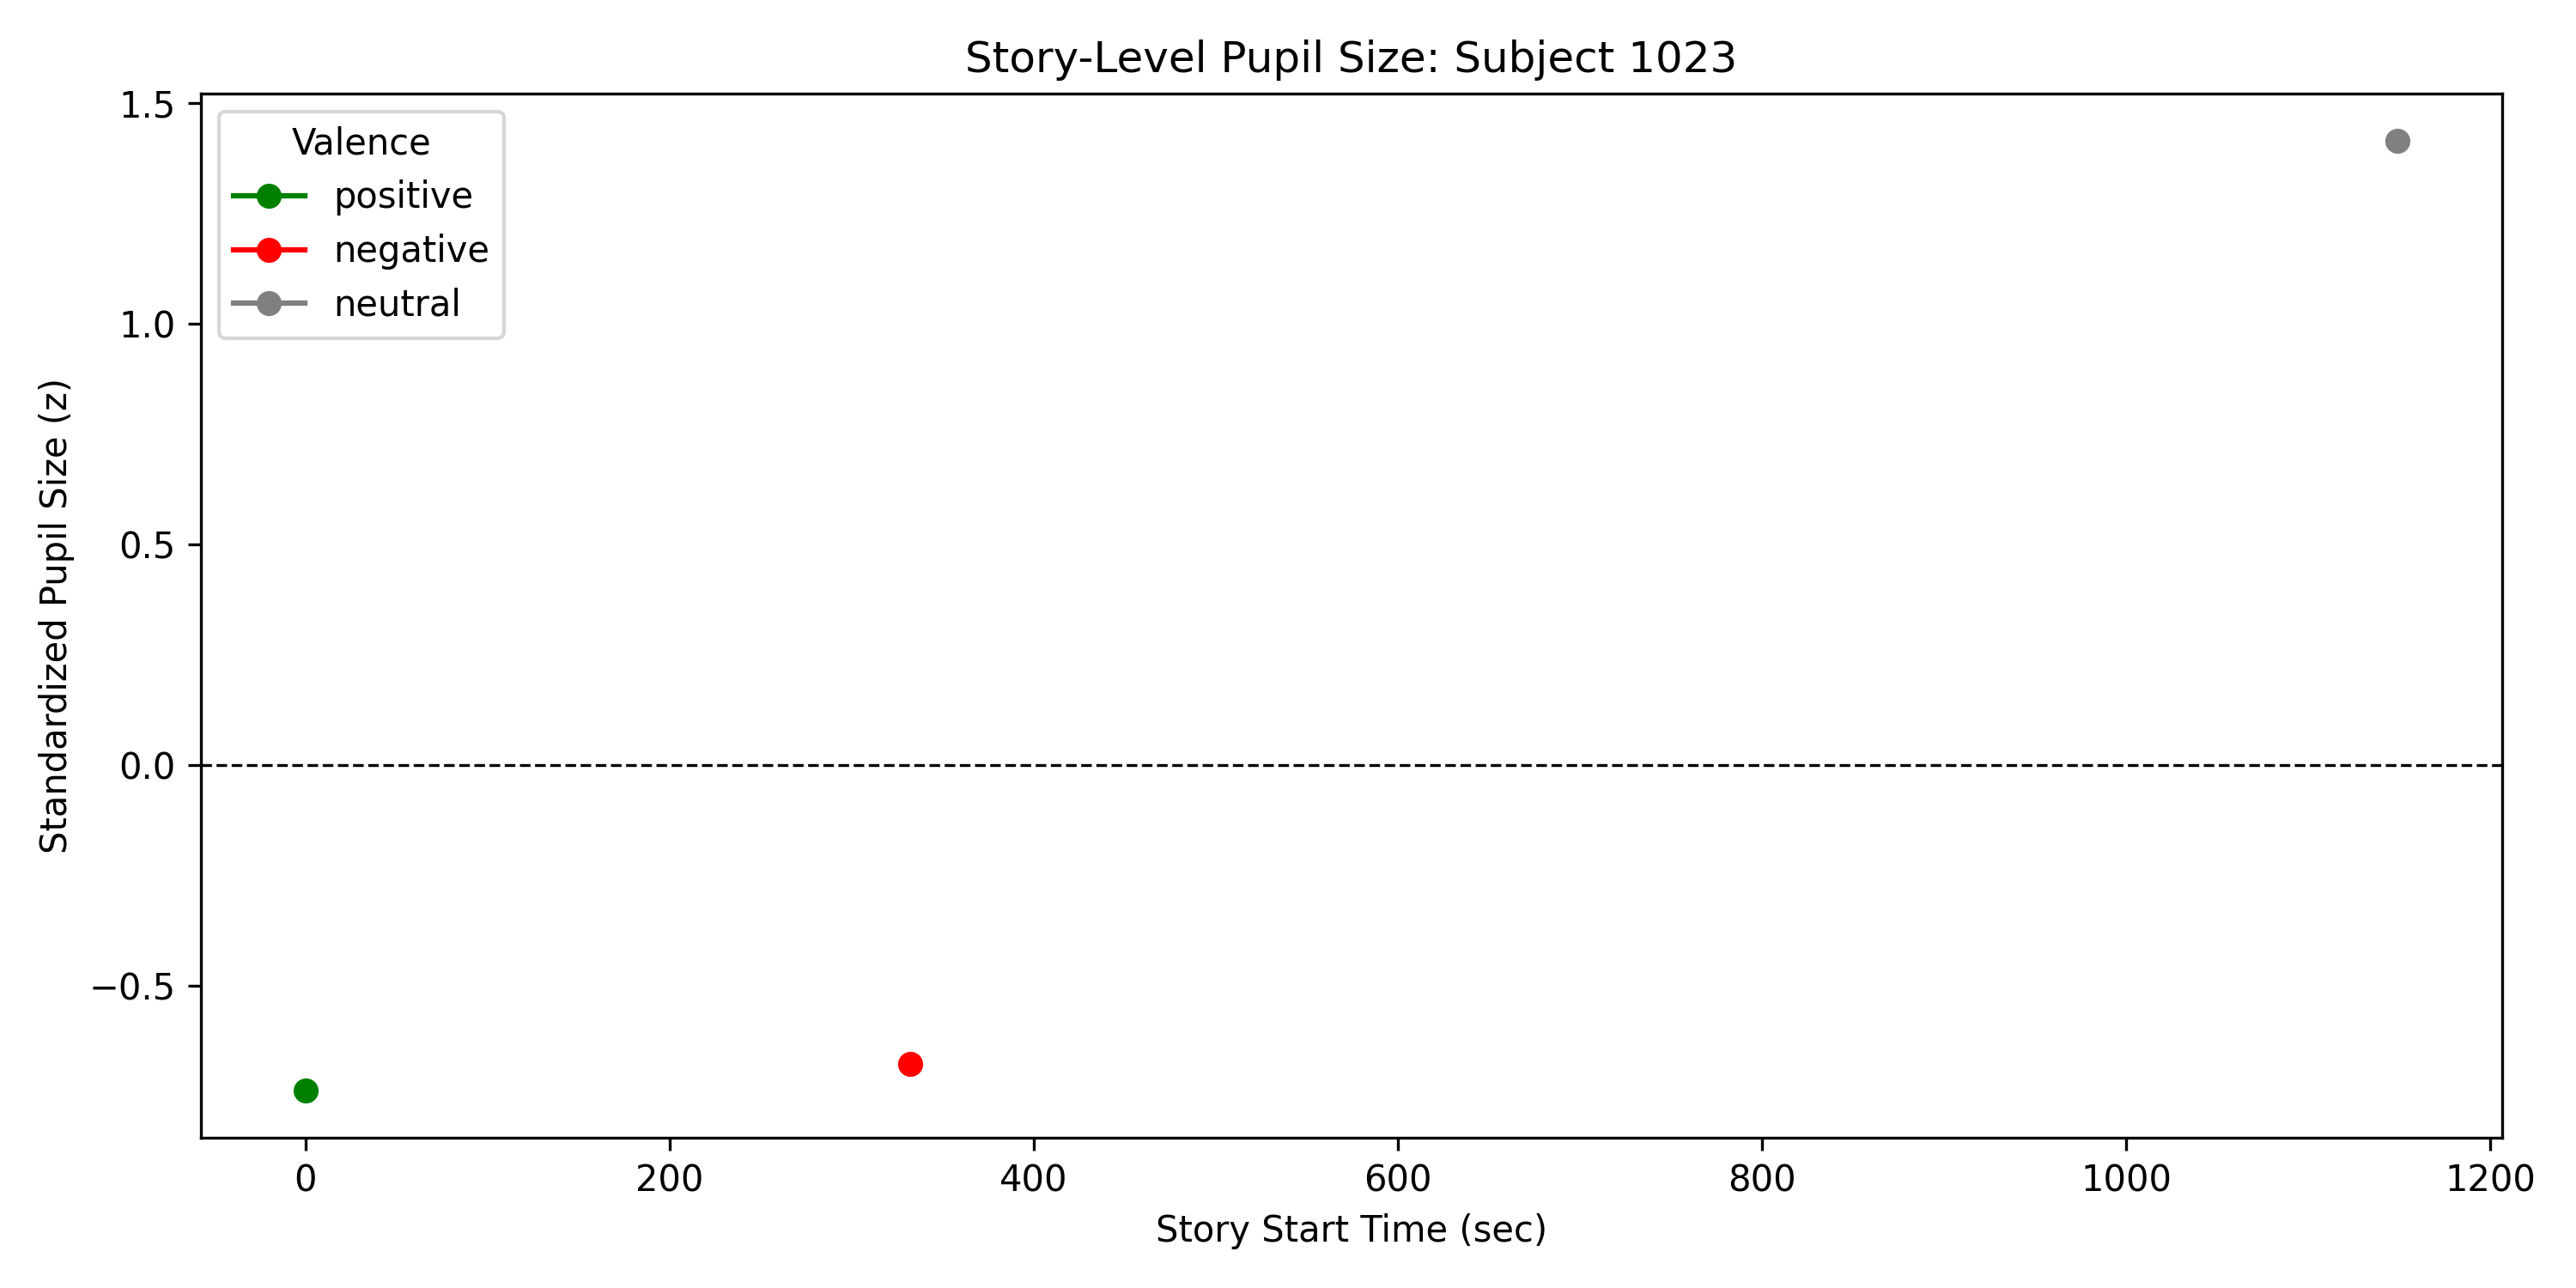 Story-Level Pupil Size: Subject 1023
Valence
positive
negative
neutral
Standardized Pupil Size (z)
1.5
1.0
0.5
0.0
−0.5
0 200 400 600 800 1000 1200
Story Start Time (sec)